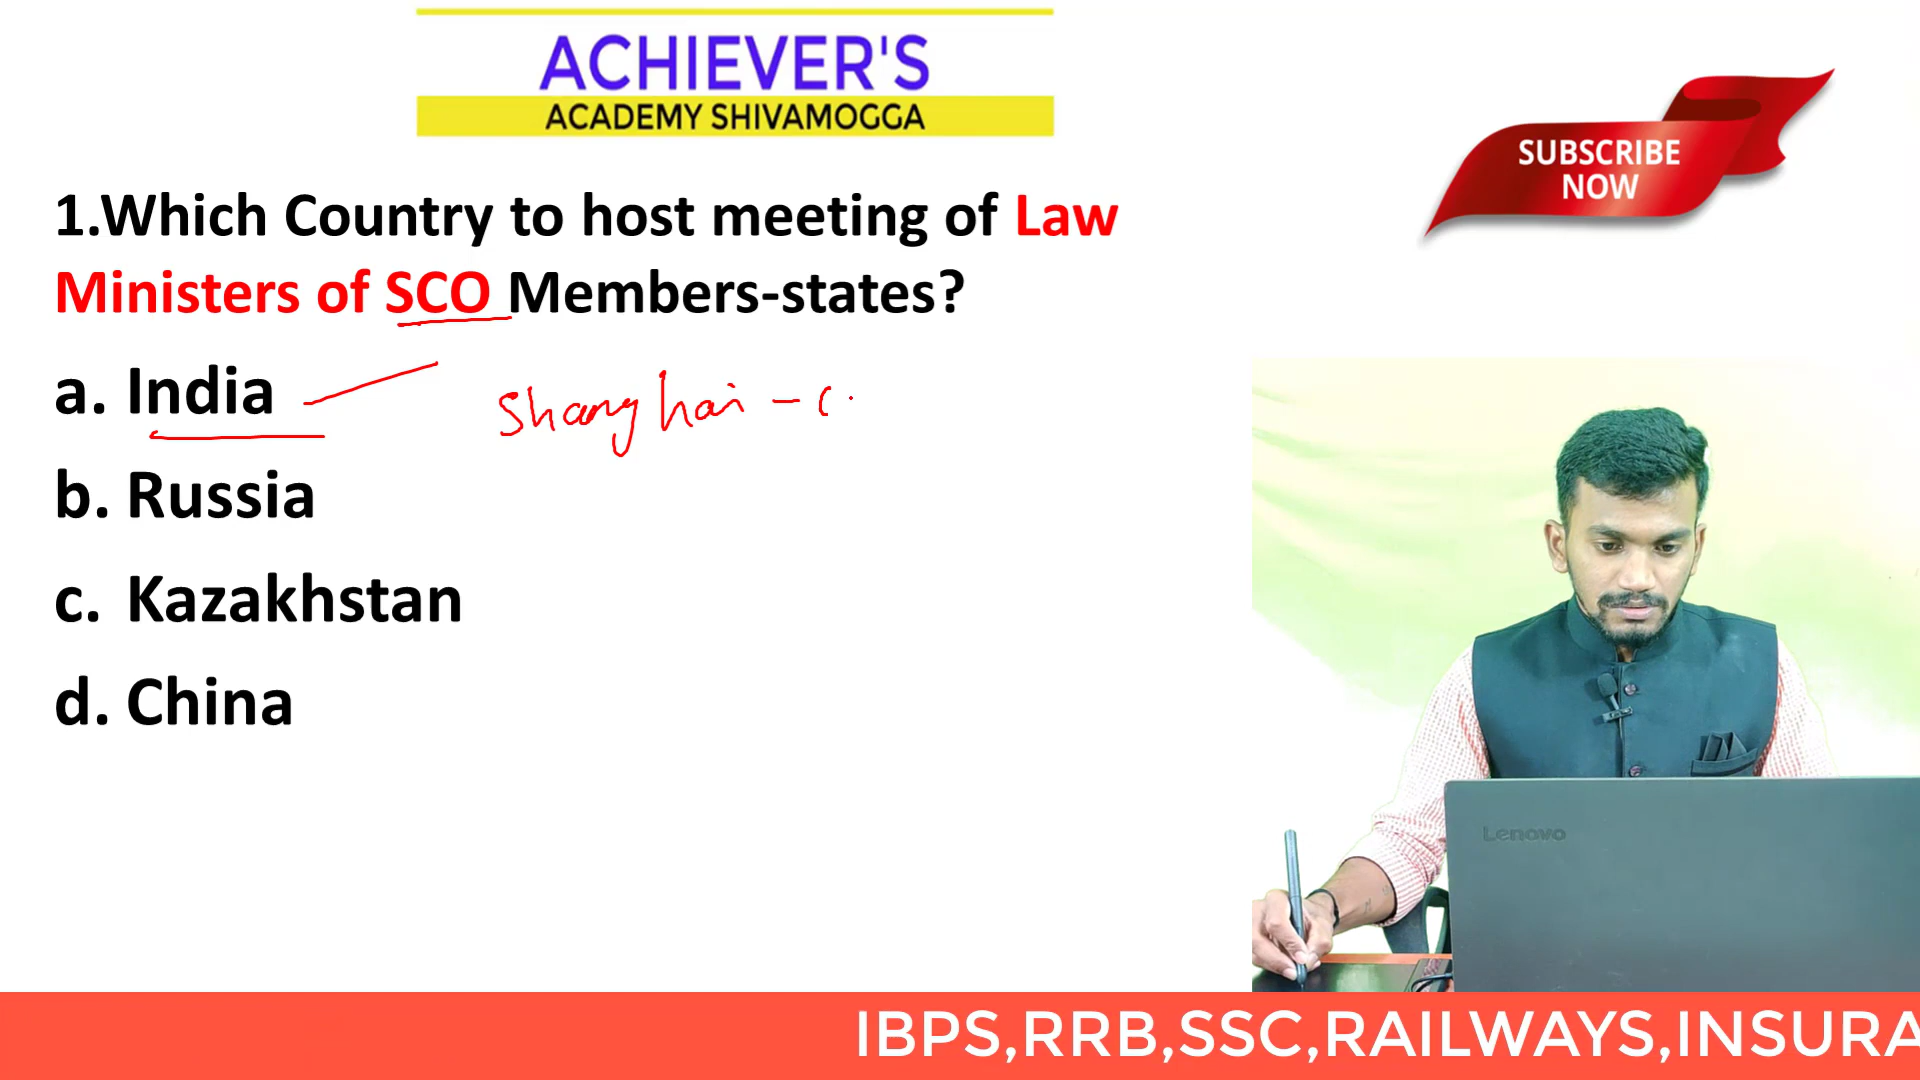 ACHIEVER'S
ACADEMY SHIVAMOGGA
SUBSCRIBE
NOW
1.Which Country to host meeting of Law
Ministers of SCO Members-states?
a. India
Shanghai - C.
b. Russia
c. Kazakhstan
d. China
Lenovo
IBPS,RRB,SSC,RAILWAYS,INSURA